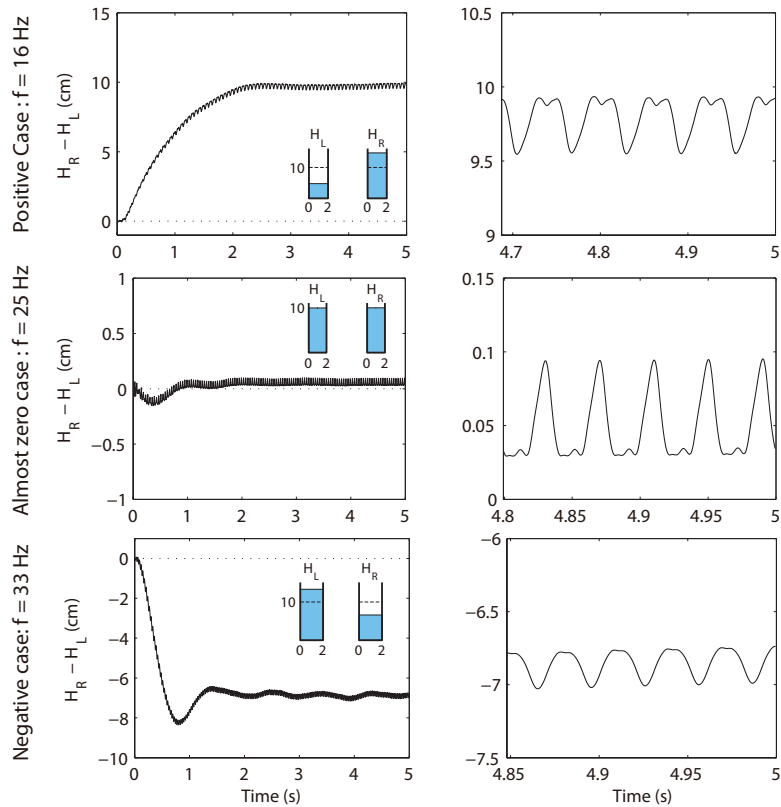 Positive Case : f = 16 Hz
H_R − H_L (cm)
15
10
5
0
0 1 2 3 4 5
H_L H_R
10
0 2 0 2
10.5
10
9.5
9
4.7 4.8 4.9 5
Almost zero case : f = 25 Hz
H_R − H_L (cm)
1
0.5
0
−0.5
−1
0 1 2 3 4 5
H_L H_R
10
0 2 0 2
0.15
0.1
0.05
0
4.8 4.85 4.9 4.95 5
Negative case: f = 33 Hz
H_R − H_L (cm)
0
−2
−4
−6
−8
−10
0 1 2 3 4 5
H_L H_R
10
0 2 0 2
Time (s)
−6
−6.5
−7
−7.5
4.85 4.9 4.95 5
Time (s)